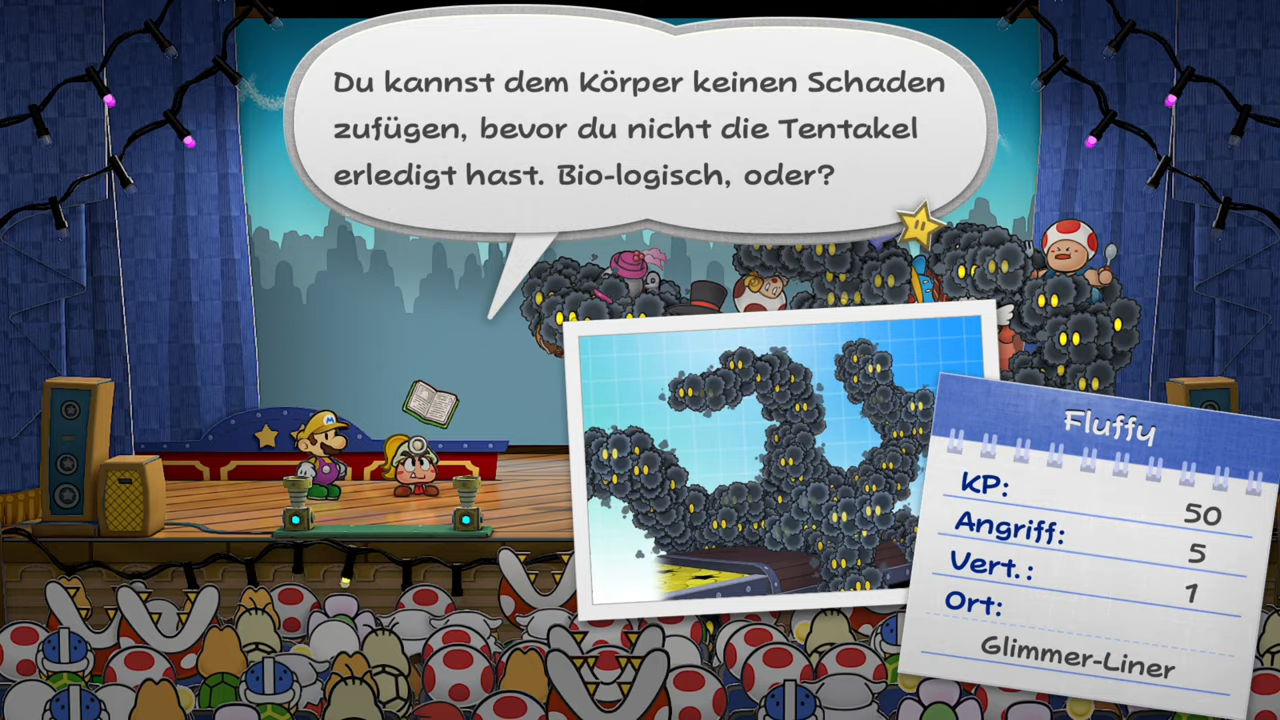 Du kannst dem Körper keinen Schaden
zufügen, bevor du nicht die Tentakel
erledigt hast. Bio-logisch, oder?
Fluffy
KP: 50
Angriff: 5
Vert.: 1
Ort:
Glimmer-Liner